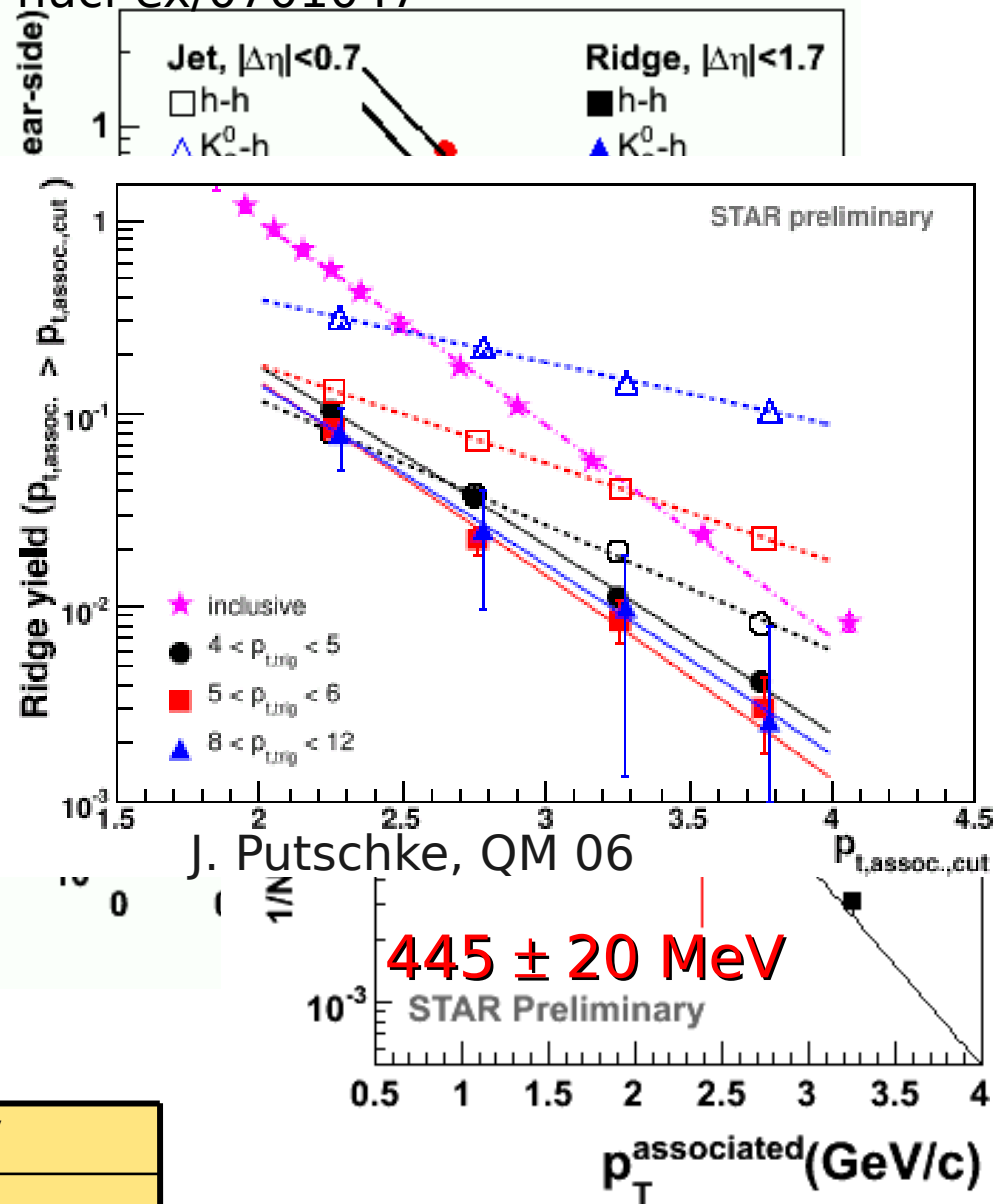 Jet, |Δη|<0.7
Ridge, |Δη|<1.7
h-h
h-h
1
ear-side)
STAR preliminary
Ridge yield (p_t,assoc. > p_t,assoc.,cut)
1
10^-1
10^-2
10^-3
inclusive
4 < p_t,trig < 5
5 < p_t,trig < 6
8 < p_t,trig < 12
1.5 2 2.5 3 3.5 4 4.5
p_t,assoc.,cut
J. Putschke, QM 06
0
1/N
445 ± 20 MeV
10^-3
STAR Preliminary
0.5 1 1.5 2 2.5 3 3.5 4
p_T^associated (GeV/c)